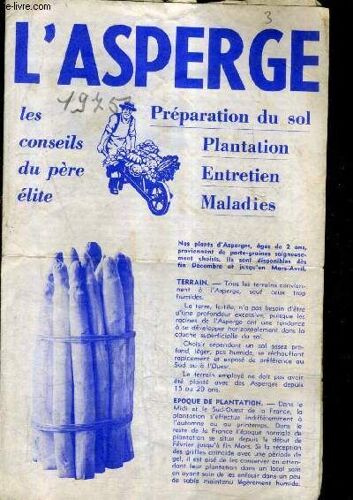 -livre.com
3
L'ASPERGE
1975
les
conseils
du père
élite
Préparation du sol
Plantation
Entretien
Maladies
Nos plants d'Asperges, âgés de 2 ans,
proviennent de porte-graines soigneuse-
ment choisis. Ils sont disponibles dès
fin Décembre et jusqu'en Mars-Avril.
TERRAIN. — Tous les terrains convien-
nent à l'Asperge, sauf ceux trop
humides.
La terre, fertile, n'a pas besoin d'être
d'une profondeur excessive, puisque les
racines de l'Asperge ont une tendance
à se développer horizontalement dans la
couche superficielle du sol.
Choisir cependant un sol assez pro-
fond, léger, pas humide, se réchauffant
rapidement et exposé de préférence au
Sud ou à l'Ouest.
Le terrain employé ne doit pas avoir
été planté avec des Asperges depuis
15 ou 20 ans.
EPOQUE DE PLANTATION. — Dans le
Midi et le Sud-Ouest de la France, la
plantation s'effectue indifféremment à
l'automne ou au printemps. Dans le
reste de la France l'époque normale de
plantation se situe depuis le début de
Février jusqu'à fin Mars. Si la réception
des griffes coïncide avec une période de
gel, il est aisé de les conserver en atten-
dant leur plantation dans un local sain
en ayant soin de les enfouir dans un peu
de sable maintenu légèrement humide.